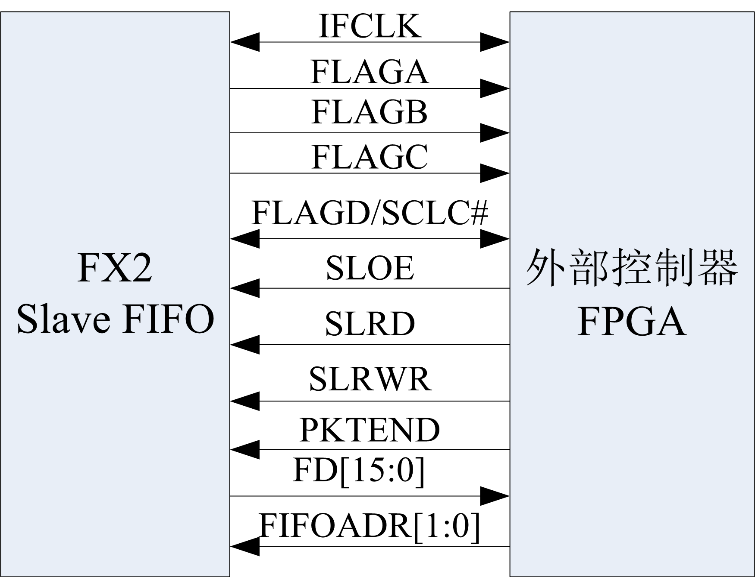 IFCLK
FLAGA
FLAGB
FLAGC
FLAGD/SCLC#
FX2
Slave FIFO
SLOE
SLRD
SLRWR
PKTEND
FD[15:0]
FIFOADR[1:0]
外部控制器
FPGA